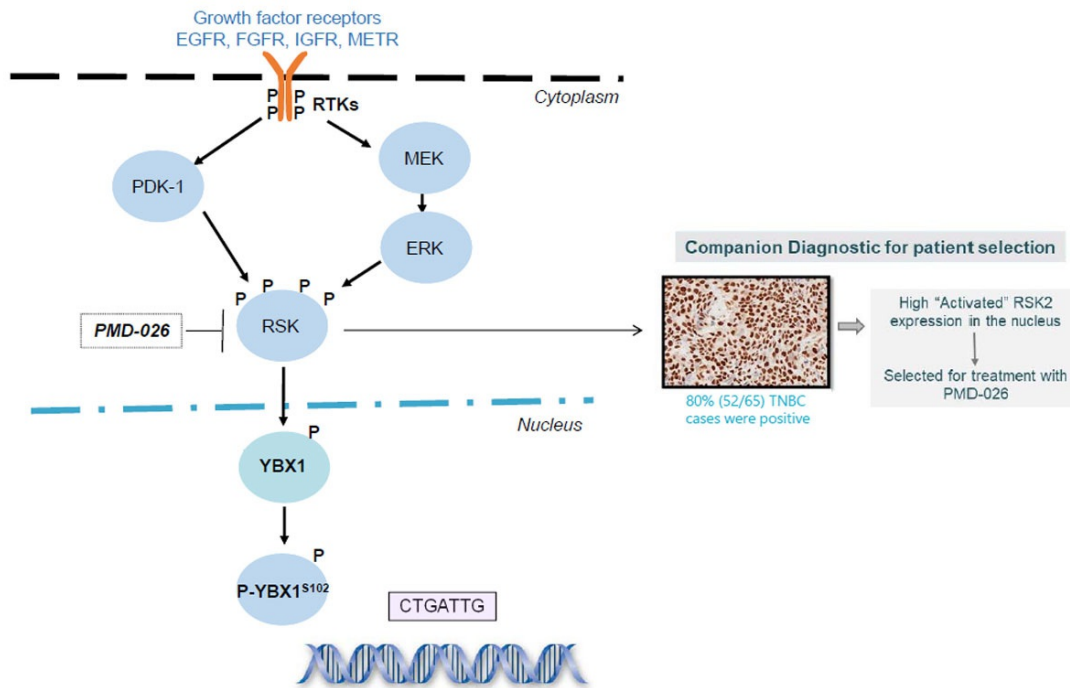 Growth factor receptors
EGFR, FGFR, IGFR, METR
Cytoplasm
P P
P P
RTKs
MEK
PDK-1
ERK
P P P P
RSK
PMD-026
Companion Diagnostic for patient selection
High “Activated” RSK2
expression in the nucleus
Selected for treatment with
PMD-026
80% (52/65) TNBC
cases were positive
Nucleus
P
YBX1
P
P-YBX1S102
CTGATTG